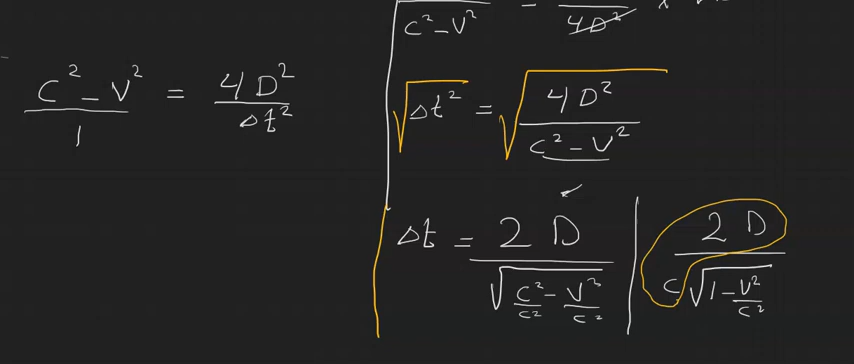 (c² - v²)/1 = 4D²/Δt²
c² - v² = 4D² x
√Δt² = √(4D²/(c² - v²))
Δt = 2D/√(c²/c² - v²/c²) | 2D/(c√(1 - v²/c²))